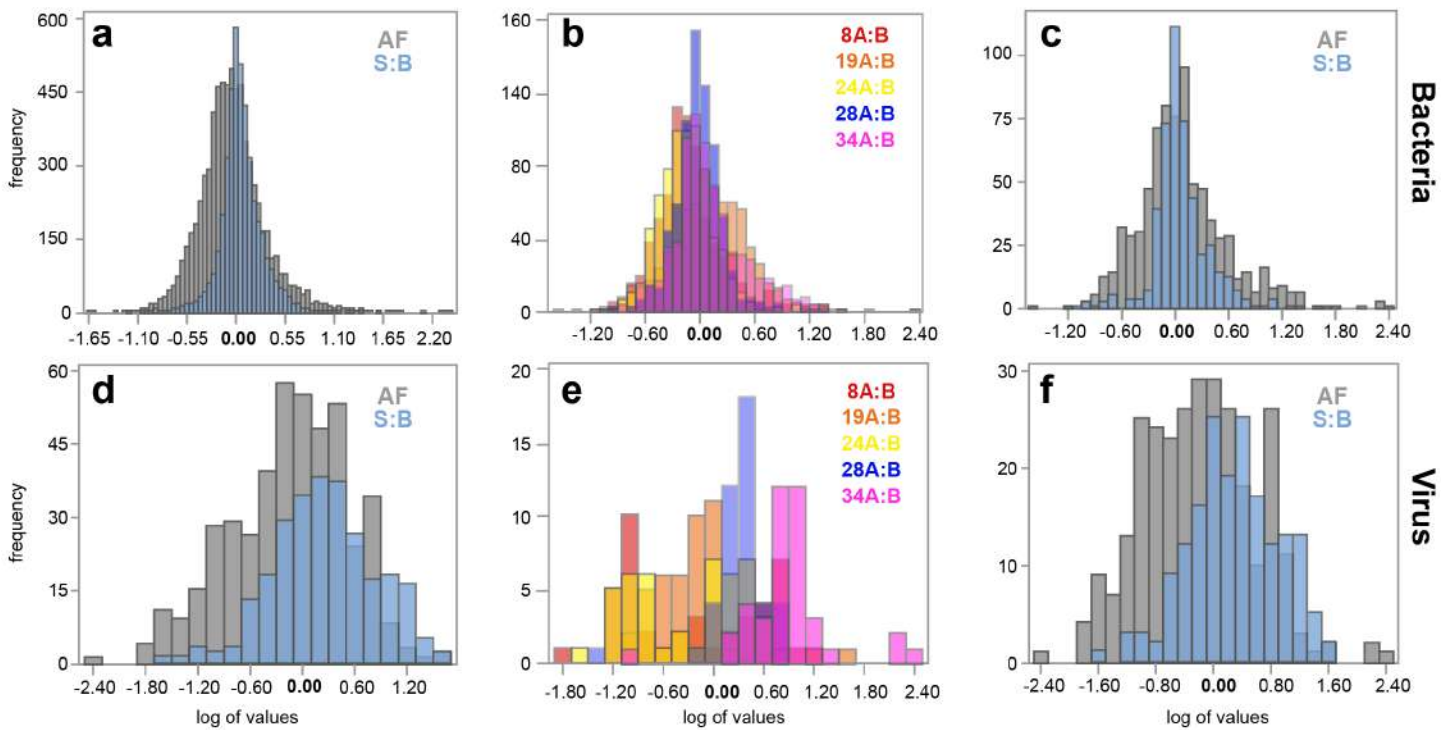 a
AF
S:B
600
450
300
150
0
frequency
-1.65 -1.10 -0.55 0.00 0.55 1.10 1.65 2.20
b
8A:B
19A:B
24A:B
28A:B
34A:B
160
140
80
40
0
-1.20 -0.60 0.00 0.60 1.20 1.80 2.40
c
AF
S:B
100
75
50
25
0
-1.20 -0.60 0.00 0.60 1.20 1.80 2.40
Bacteria
d
AF
S:B
60
45
30
15
0
frequency
-2.40 -1.80 -1.20 -0.60 0.00 0.60 1.20
log of values
e
8A:B
19A:B
24A:B
28A:B
34A:B
20
15
10
5
0
-1.80 -1.20 -0.60 0.00 0.60 1.20 1.80 2.40
log of values
f
AF
S:B
30
20
10
0
-2.40 -1.60 -0.80 0.00 0.80 1.60 2.40
log of values
Virus